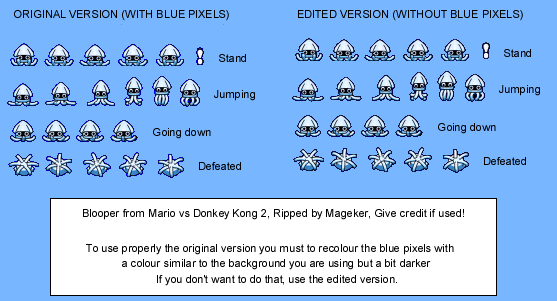 ORIGINAL VERSION (WITH BLUE PIXELS)
EDITED VERSION (WITHOUT BLUE PIXELS)
Stand
Stand
Jumping
Jumping
Going down
Going down
Defeated
Defeated
Blooper from Mario vs Donkey Kong 2, Ripped by Mageker, Give credit if used!
To use properly the original version you must to recolour the blue pixels with
a colour similar to the background you are using but a bit darker
If you don't want to do that, use the edited version.